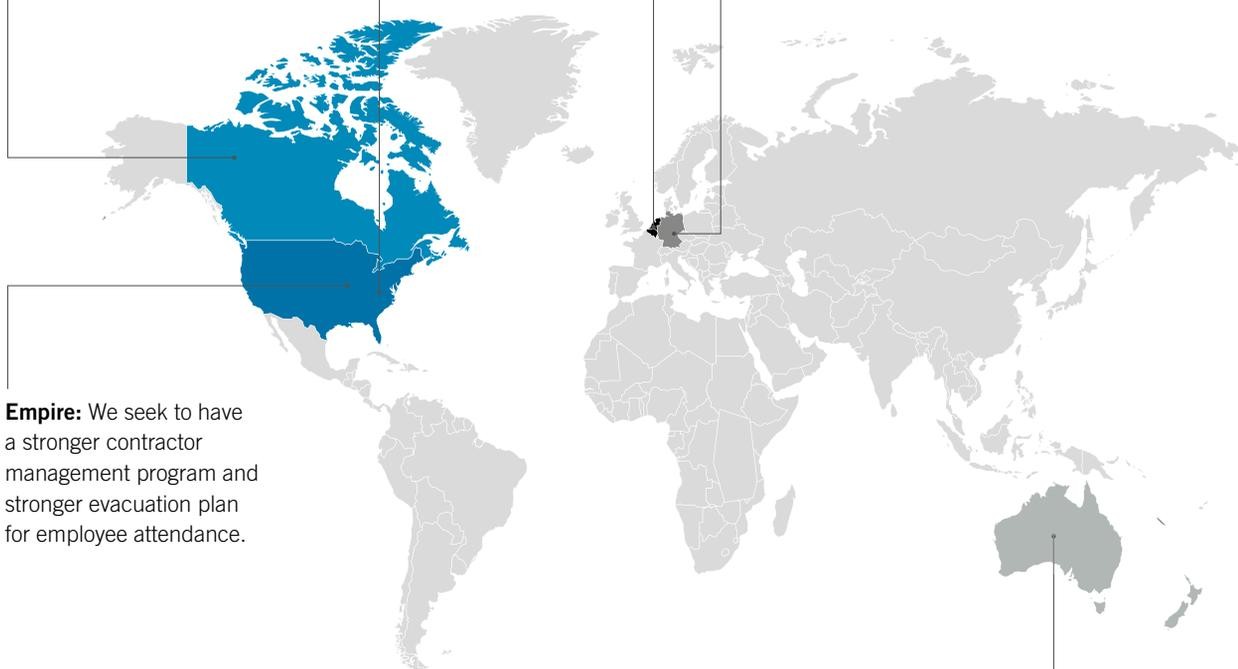 Empire: We seek to have
a stronger contractor
management program and
stronger evacuation plan
for employee attendance.